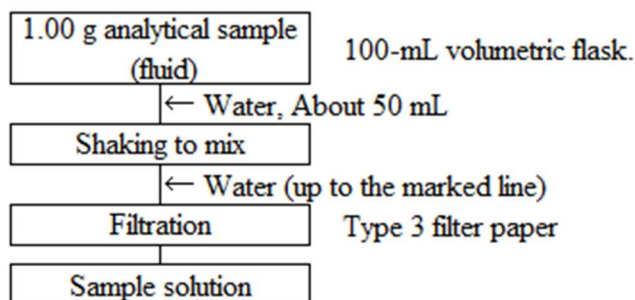 1.00 g analytical sample
(fluid)
100-mL volumetric flask.
← Water, About 50 mL
Shaking to mix
← Water (up to the marked line)
Filtration
Type 3 filter paper
Sample solution